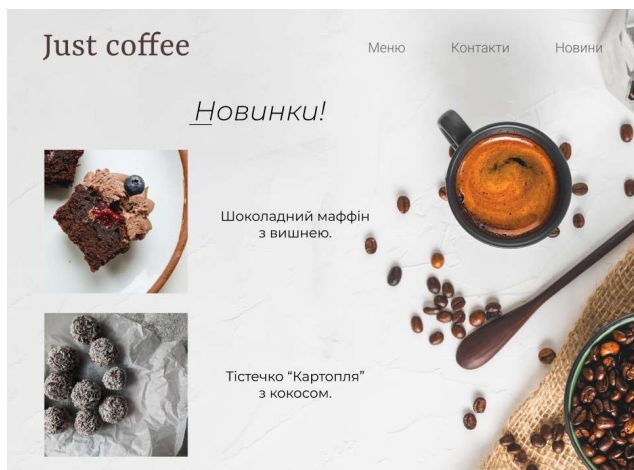 Just coffee
Меню Контакти Новини
Новинки!
Шоколадний маффін
з вишнею.
Тістечко “Картопля”
з кокосом.